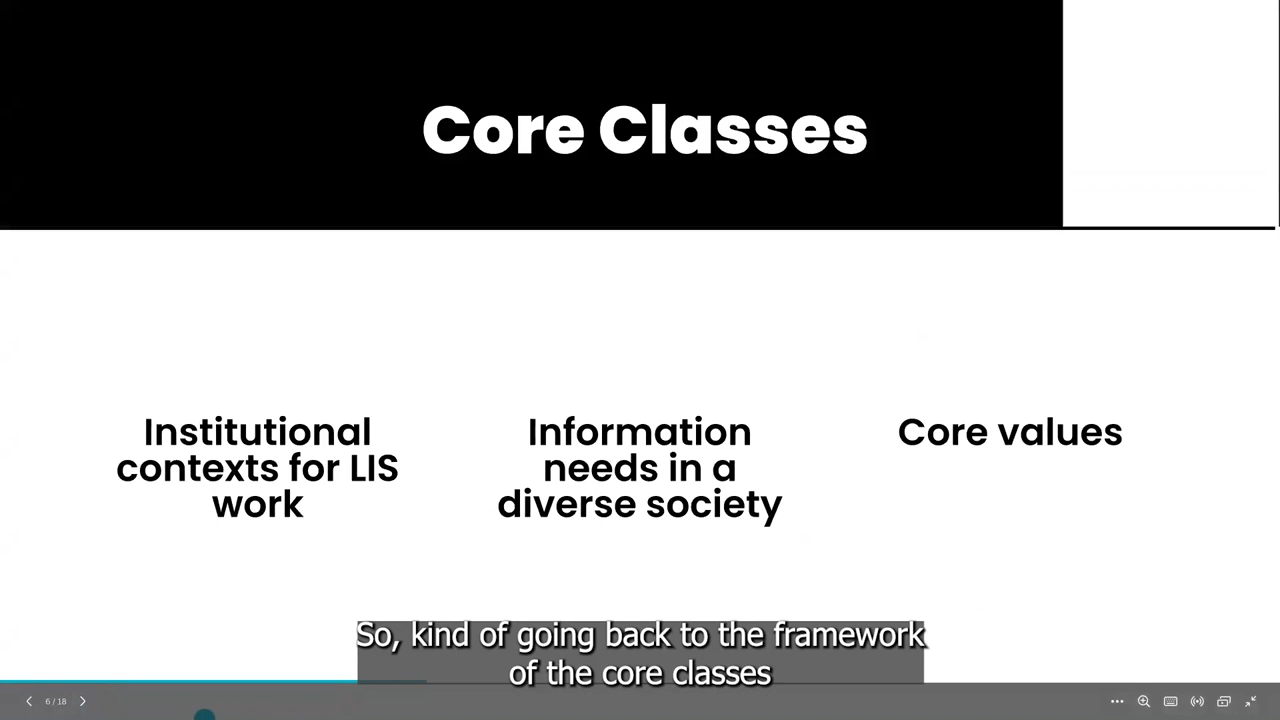 Core Classes
Institutional
contexts for LIS
work
Information
needs in a
diverse society
Core values
So, kind of going back to the framework
of the core classes
6 / 18